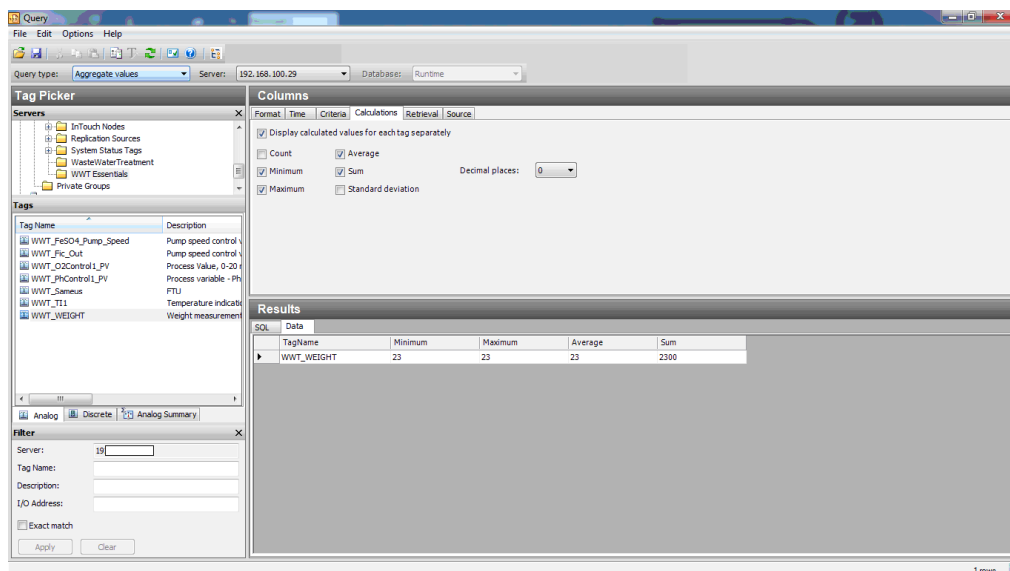 Query
File Edit Options Help
Query type: Aggregate values Server: 192.168.100.29 Database: Runtime
Tag Picker
Servers
InTouch Nodes
Replication Sources
System Status Tags
WasteWaterTreatment
WWT Essentials
Private Groups
Tags
Tag Name Description
WWT_FeSO4_Pump_Speed Pump speed control
WWT_Fic_Out Pump speed control
WWT_O2Control1_PV Process Value, 0-20
WWT_PhControl1_PV Process variable - Ph
WWT_Sameus FTU
WWT_TI1 Temperature indicati
WWT_WEIGHT Weight measurement
Analog Discrete Analog Summary
Filter
Server: 19
Tag Name:
Description:
I/O Address:
Exact match
Apply Clear
Columns
Format Time Criteria Calculations Retrieval Source
Display calculated values for each tag separately
Count Average
Minimum Sum Decimal places: 0
Maximum Standard deviation
Results
SQL Data
TagName Minimum Maximum Average Sum
WWT_WEIGHT 23 23 23 2300
1 rows